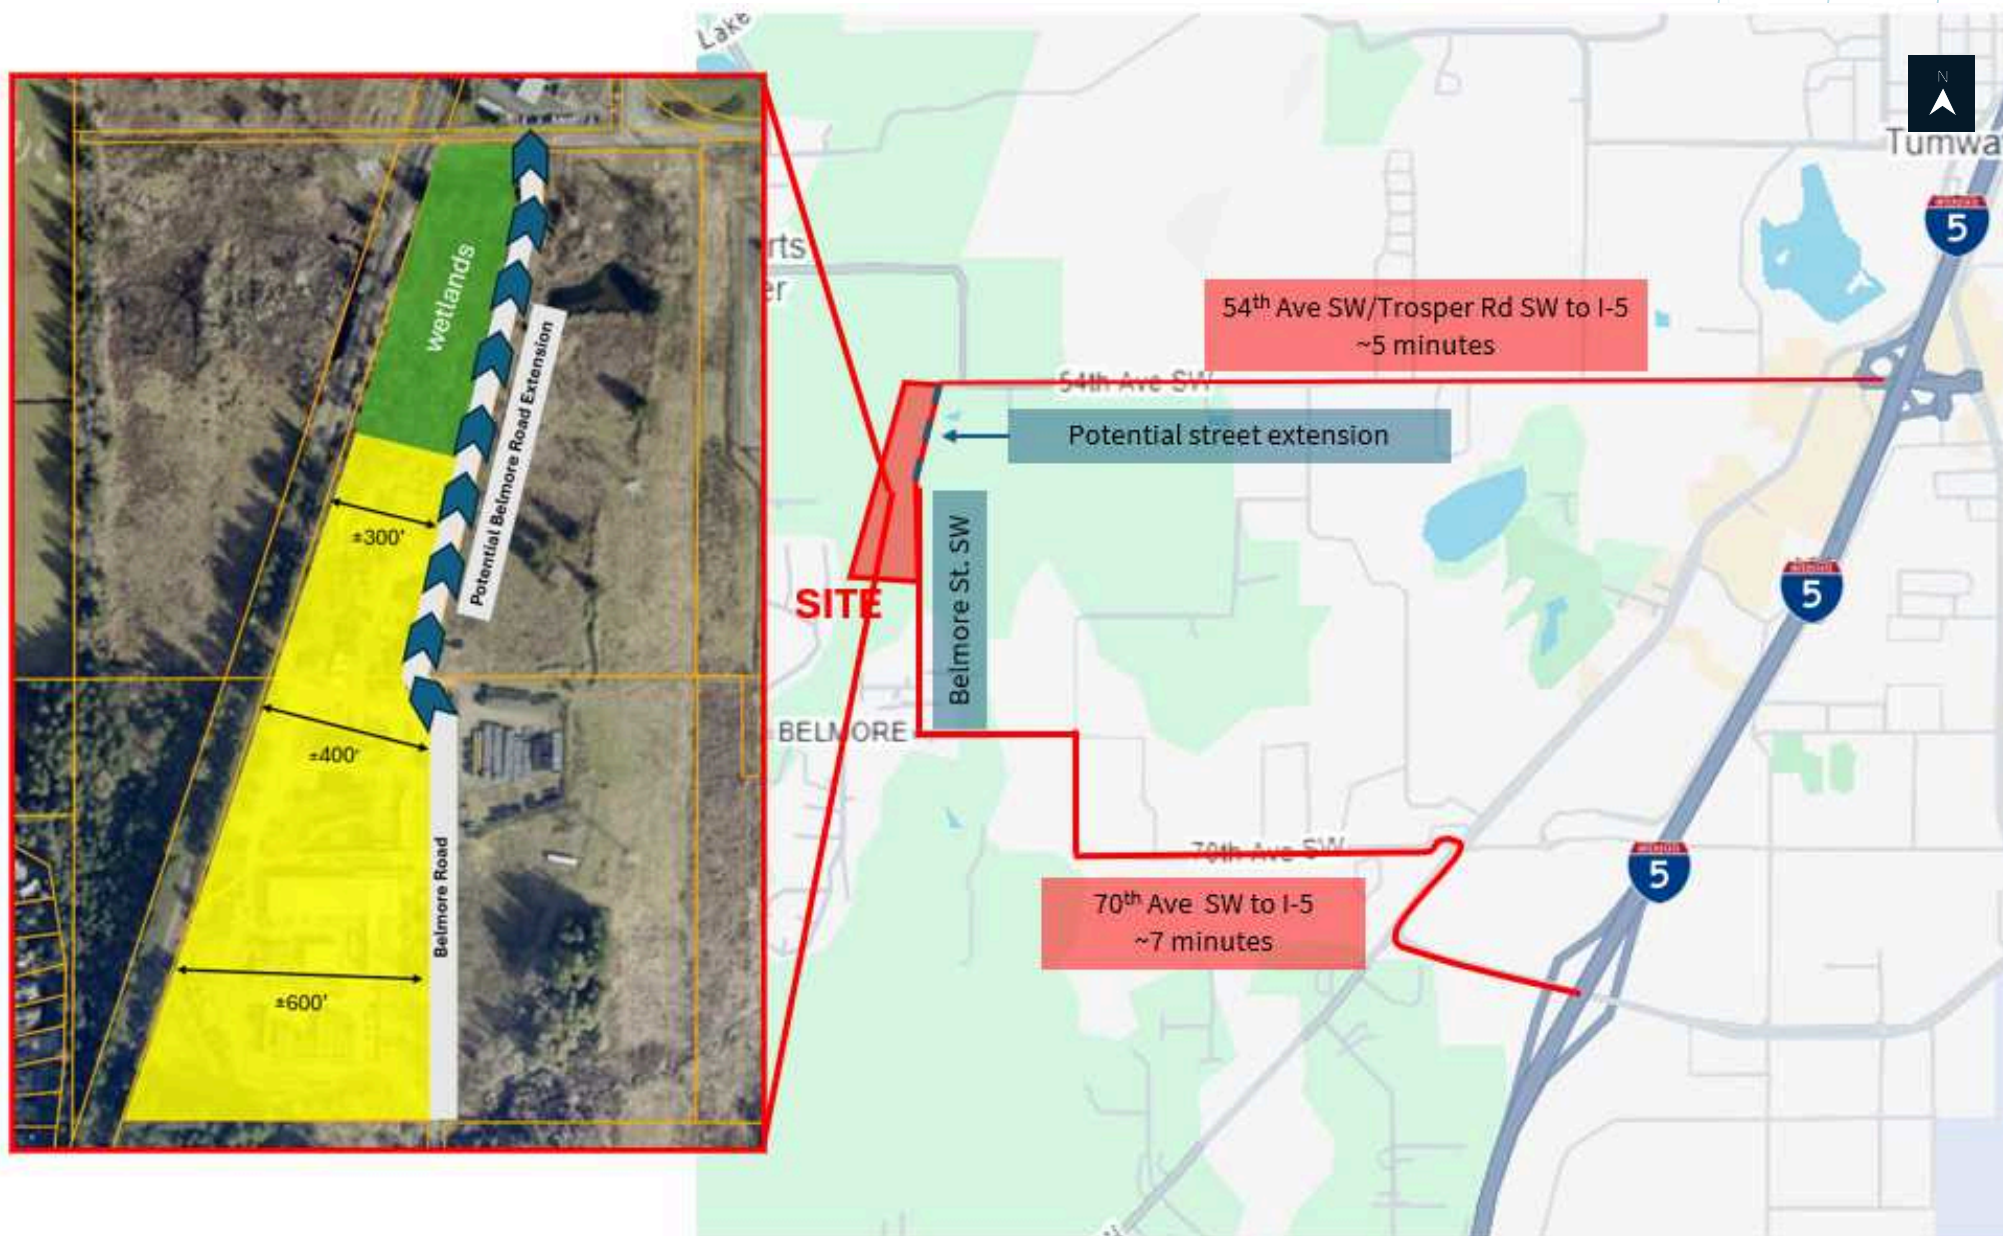 Lake
N
Tumwa
rts
er
5
54th Ave SW/Trosper Rd SW to I-5
~5 minutes
54th Ave SW
Potential street extension
wetlands
Potential Belmore Road Extension
±300'
Belmore St. SW
SITE
5
BELMORE
±400'
70th Ave SW
5
70th Ave SW to I-5
~7 minutes
Belmore Road
±600'